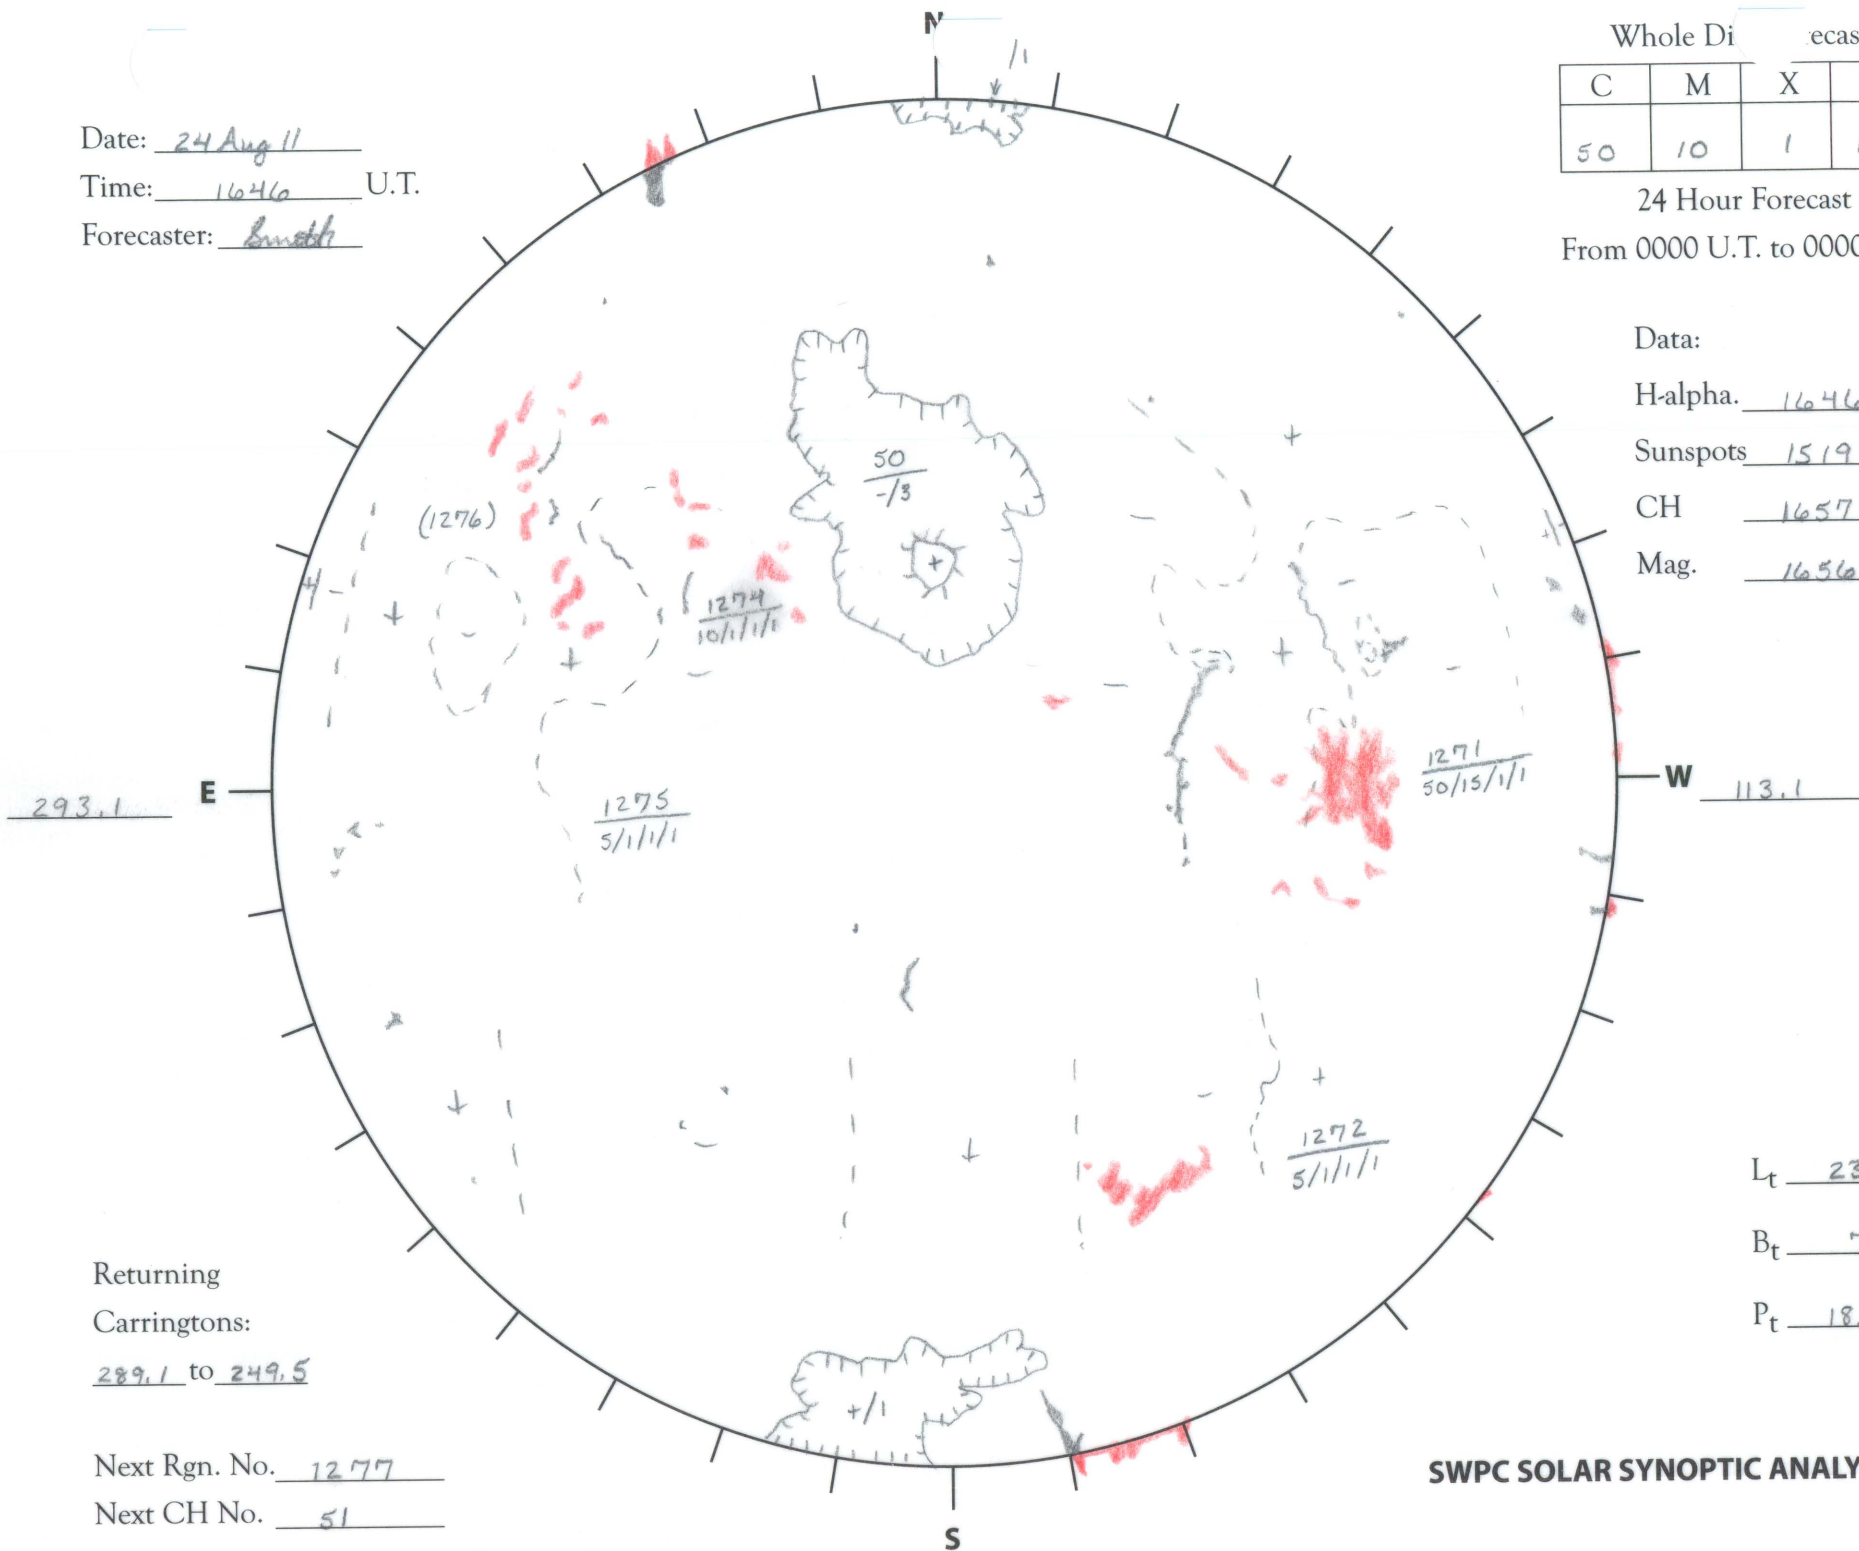 N
/1
Whole Di ecas
C M X
50 10 1
24 Hour Forecast
From 0000 U.T. to 0000
Date: 24 Aug 11
Time: 1646 U.T.
Forecaster: Smith
Data:
H-alpha. 1646
Sunspots 1519
CH 1657
Mag. 1656
50
-/3
+
+
(1276)
-
+
+
-
-
+
+
-
-
-
+
-
-
1274
10/1/1/1
1271
50/15/1/1
E
293.1
W
113.1
1275
5/1/1/1
+
-
+
-
+
1272
5/1/1/1
Lt 23
Bt
Pt 18.
Returning
Carringtons:
289.1 to 249.5
+/1
Next Rgn. No. 1277
Next CH No. 51
SWPC SOLAR SYNOPTIC ANALY
S